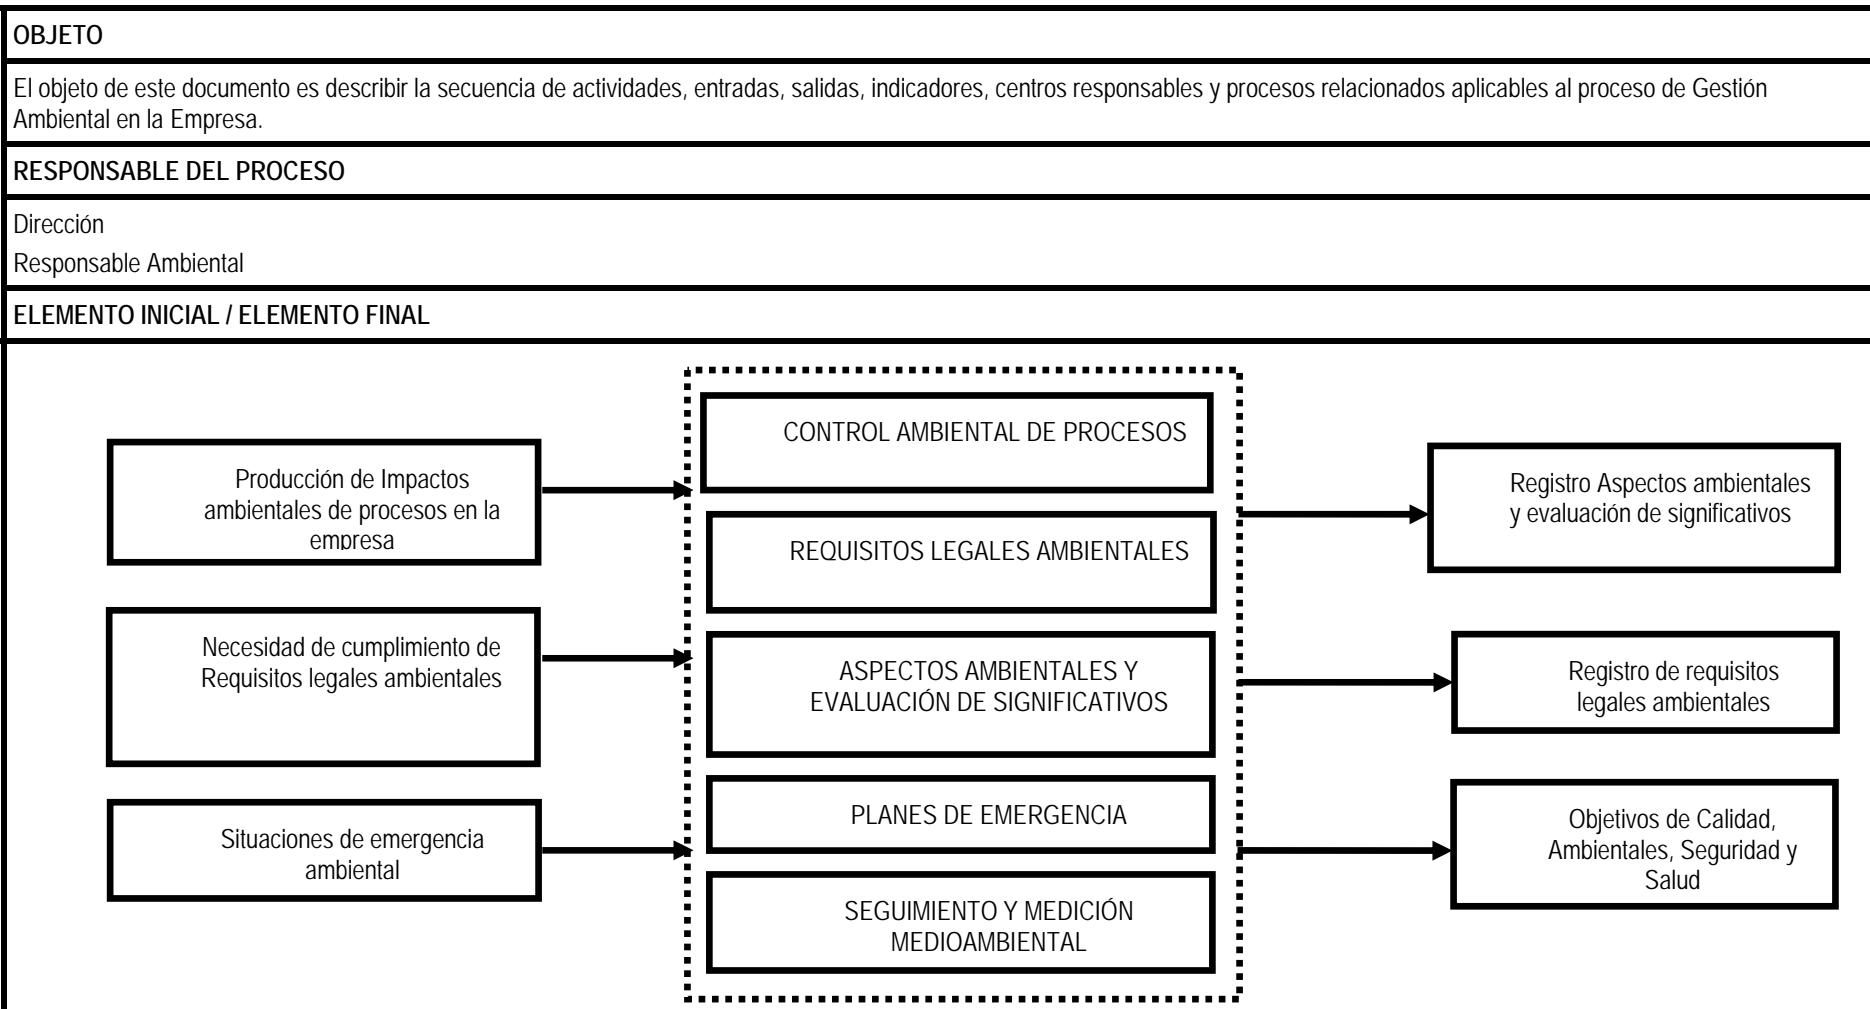 OBJETO
El objeto de este documento es describir la secuencia de actividades, entradas, salidas, indicadores, centros responsables y procesos relacionados aplicables al proceso de Gestión
Ambiental en la Empresa.
RESPONSABLE DEL PROCESO
Dirección
Responsable Ambiental
ELEMENTO INICIAL / ELEMENTO FINAL
Producción de Impactos
ambientales de procesos en la
empresa
Necesidad de cumplimiento de
Requisitos legales ambientales
Situaciones de emergencia
ambiental
CONTROL AMBIENTAL DE PROCESOS
REQUISITOS LEGALES AMBIENTALES
ASPECTOS AMBIENTALES Y
EVALUACIÓN DE SIGNIFICATIVOS
PLANES DE EMERGENCIA
SEGUIMIENTO Y MEDICIÓN
MEDIOAMBIENTAL
Registro Aspectos ambientales
y evaluación de significativos
Registro de requisitos
legales ambientales
Objetivos de Calidad,
Ambientales, Seguridad y
Salud